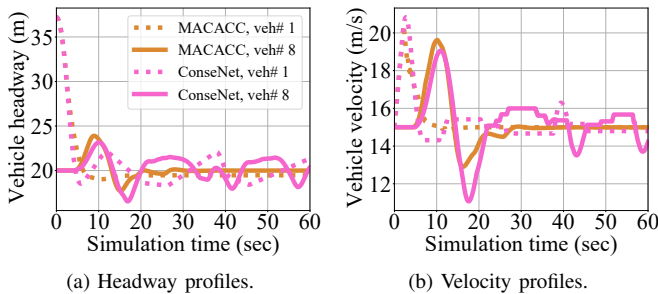 Vehicle headway (m)
35
30
25
20
MACACC, veh# 1
MACACC, veh# 8
ConseNet, veh# 1
ConseNet, veh# 8
0 10 20 30 40 50 60
Simulation time (sec)
(a) Headway profiles.
Vehicle velocity (m/s)
20
18
16
14
12
0 10 20 30 40 50 60
Simulation time (sec)
(b) Velocity profiles.